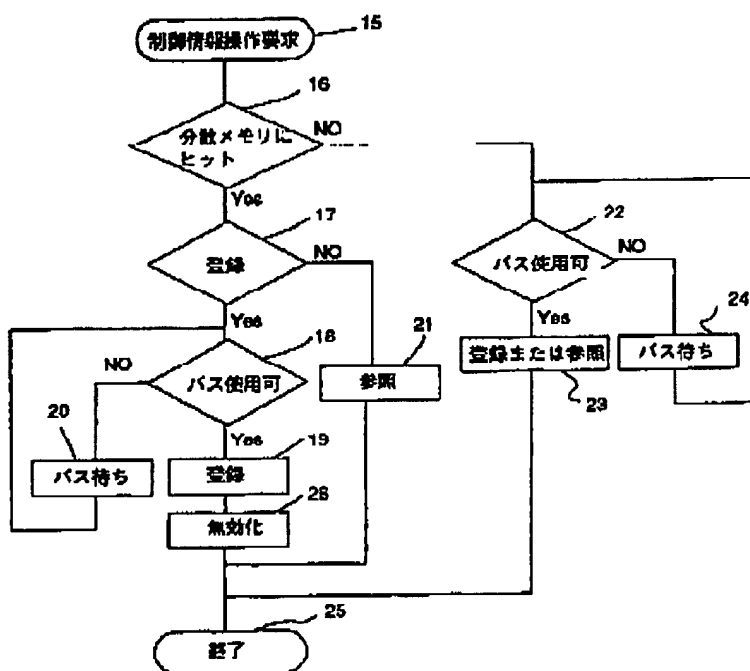 制御情報操作要求
15
16
分散メモリに
ヒット
NO
Yes
17
登録
NO
Yes
18
バス使用可
NO
Yes
20
バス待ち
19
登録
26
無効化
21
参照
22
バス使用可
NO
Yes
登録または参照
23
24
バス待ち
25
終了